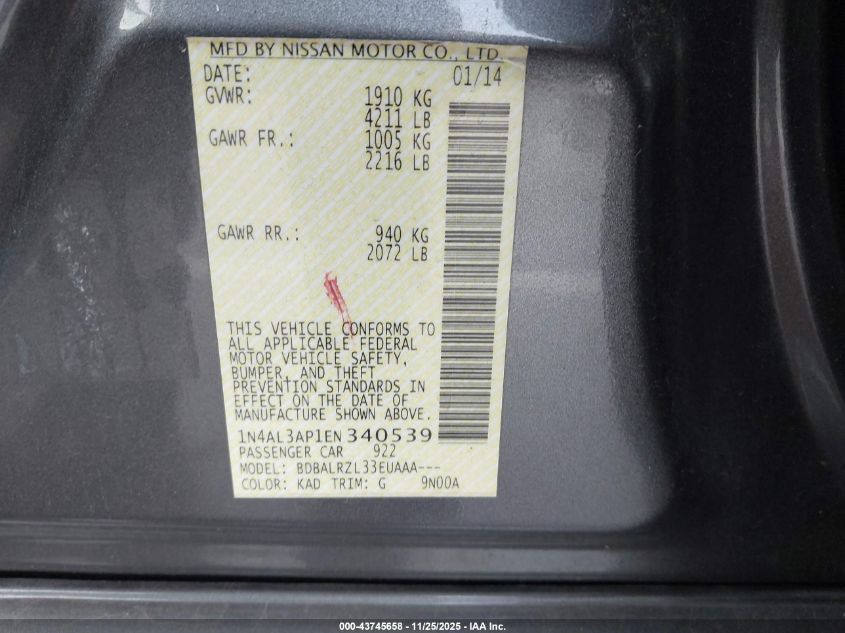 MFD BY NISSAN MOTOR CO., LTD.
DATE: 01/14
GVWR: 1910 KG
4211 LB
GAWR FR.: 1005 KG
2216 LB
GAWR RR.: 940 KG
2072 LB
THIS VEHICLE CONFORMS TO
ALL APPLICABLE FEDERAL
MOTOR VEHICLE SAFETY,
BUMPER, AND THEFT
PREVENTION STANDARDS IN
EFFECT ON THE DATE OF
MANUFACTURE SHOWN ABOVE.
1N4AL3AP1EN340539
PASSENGER CAR 922
MODEL: BDBALRZL33EUAAA---
COLOR: KAD TRIM: G 9N00A
000-43745658 - 11/25/2025 - IAA Inc.